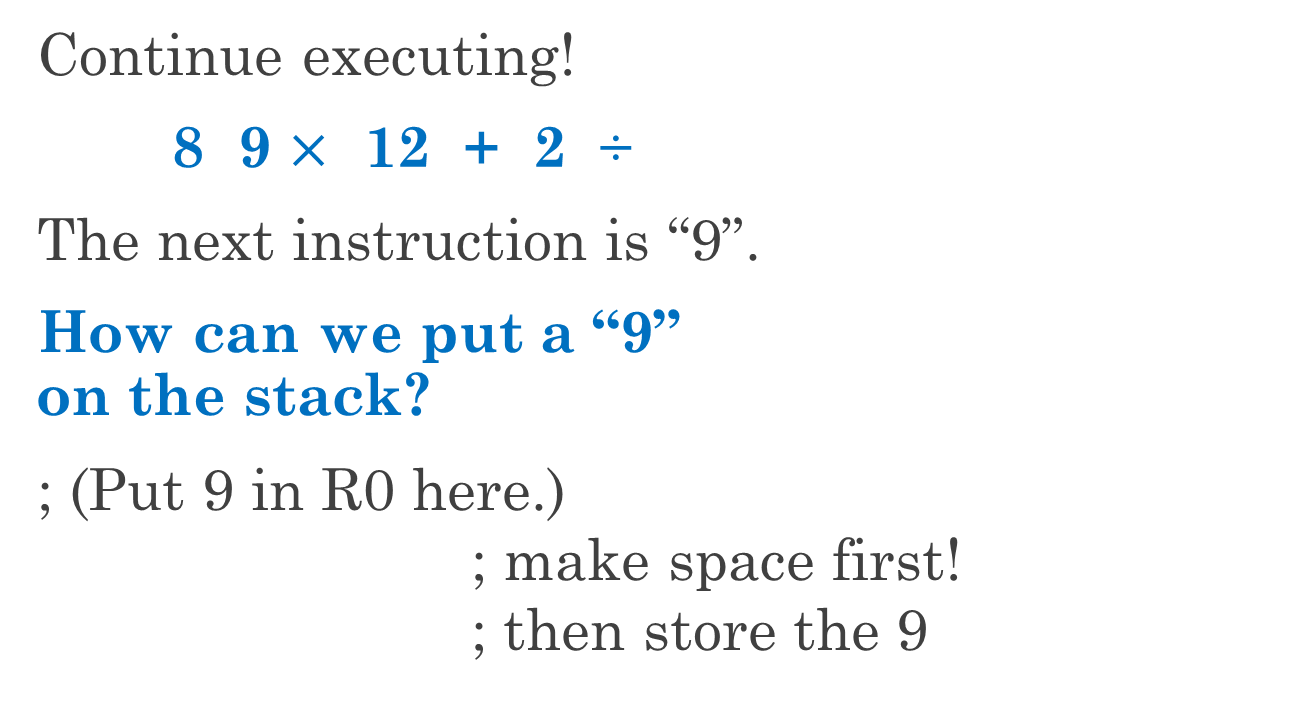 Continue executing!
8 9 × 12 + 2 ÷
The next instruction is “9”.
How can we put a “9”
on the stack?
; (Put 9 in R0 here.)
; make space first!
; then store the 9